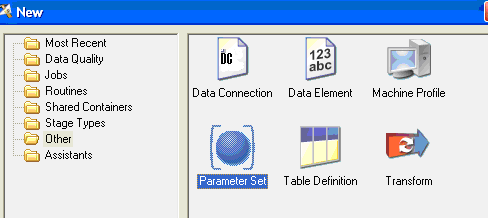 New
Most Recent
Data Quality
Jobs
Routines
Shared Containers
Stage Types
Other
Assistants
DC
123
abc
Data Connection
Data Element
Machine Profile
Parameter Set
Table Definition
Transform